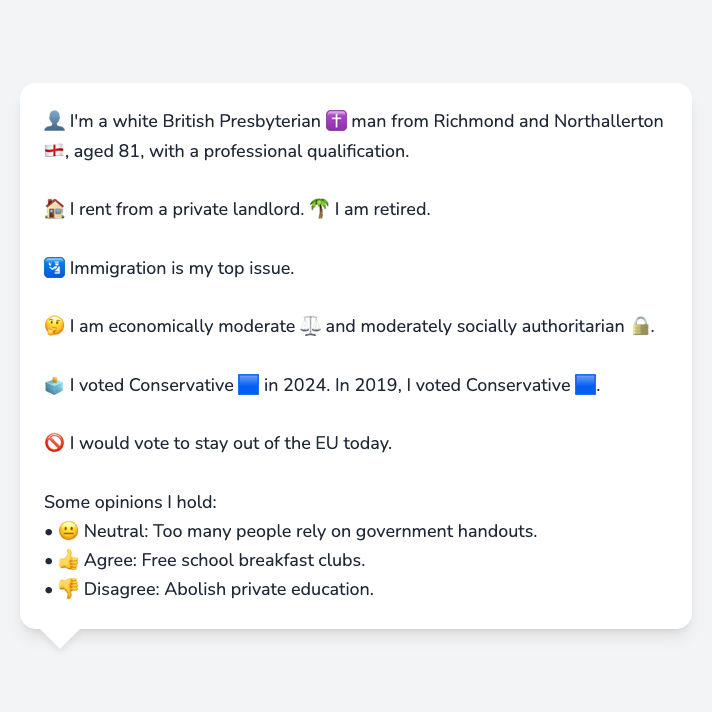 👤 I'm a white British Presbyterian ✝️ man from Richmond and Northallerton
🏴󠁧󠁢󠁥󠁮󠁧󠁿, aged 81, with a professional qualification.
🏠 I rent from a private landlord. 🌴 I am retired.
🛂 Immigration is my top issue.
🤔 I am economically moderate ⚖️ and moderately socially authoritarian 🔒.
🗳️ I voted Conservative 🟦 in 2024. In 2019, I voted Conservative 🟦.
🚫 I would vote to stay out of the EU today.
Some opinions I hold:
• 😐 Neutral: Too many people rely on government handouts.
• 👍 Agree: Free school breakfast clubs.
• 👎 Disagree: Abolish private education.